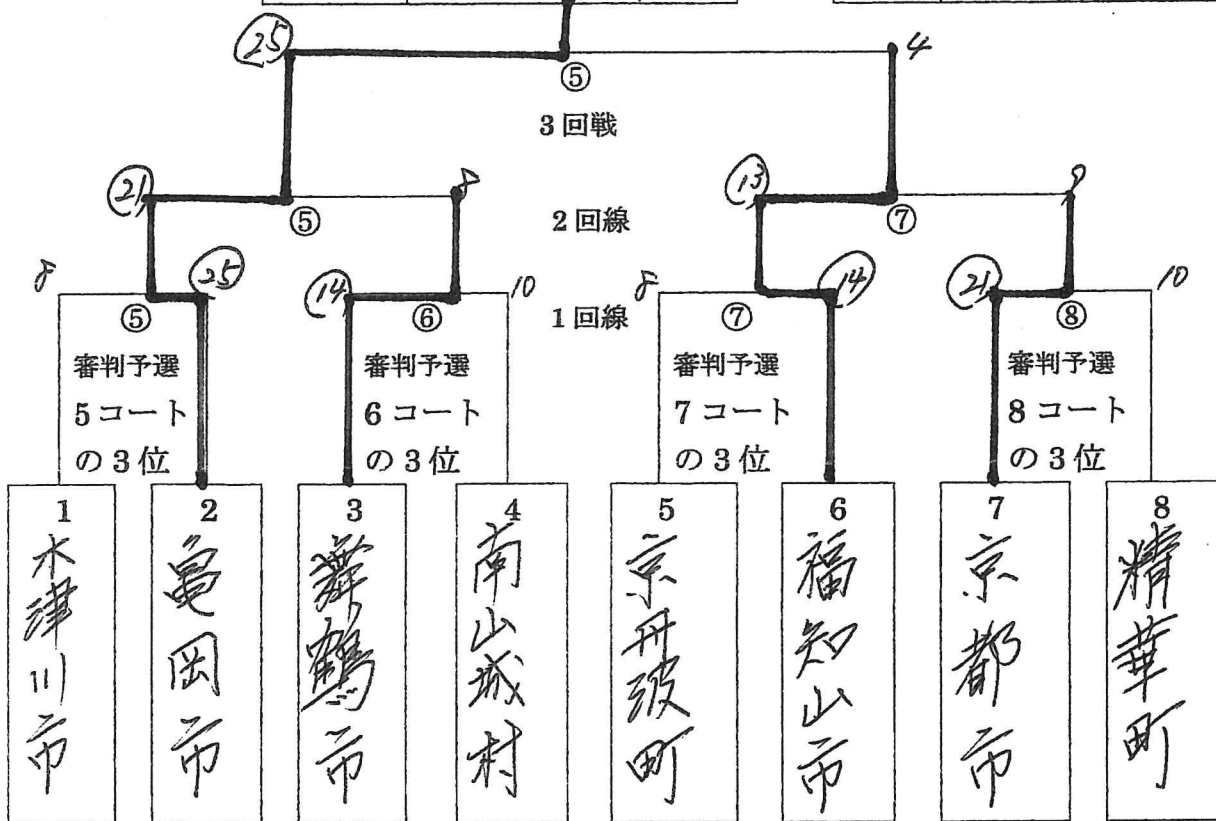 ㉕ 4
⑤
3回戦
㉑ 8 ⑬ 9
⑤ 2回線 ⑦
8 ㉕ ⑭ 10 8 ⑭ ㉑ 10
⑤ ⑥ 1回線 ⑦ ⑧
審判予選 審判予選 審判予選 審判予選
5コート 6コート 7コート 8コート
の3位 の3位 の3位 の3位
1 2 3 4 5 6 7 8
木津川市
亀岡市
舞鶴市
南山城村
京丹波町
福知山市
京都市
精華町